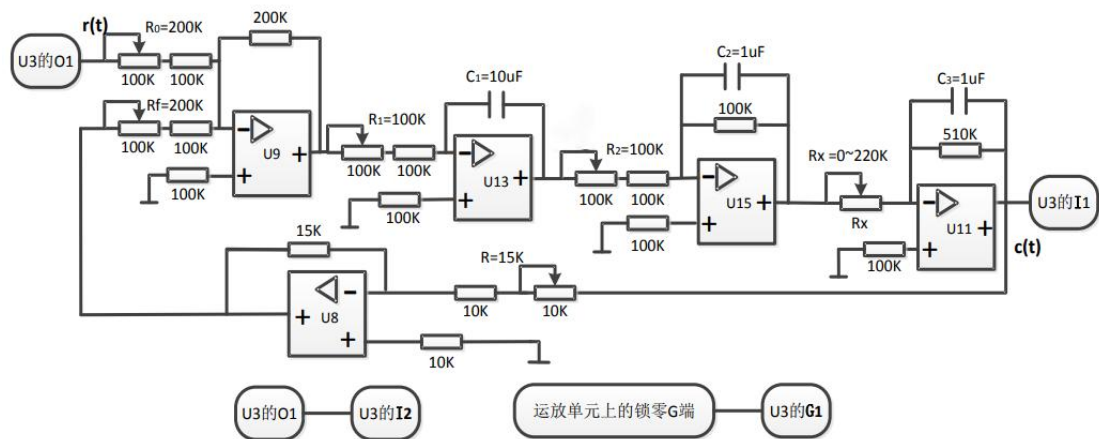 r(t)
U3的O1
R₀=200K
100K
100K
200K
Rf=200K
100K
100K
U9
100K
R₁=100K
100K
100K
C₁=10uF
U13
100K
R₂=100K
100K
100K
C₂=1uF
100K
U15
100K
Rx =0~220K
Rx
C₃=1uF
510K
U11
100K
U3的I1
c(t)
15K
U8
10K
R=15K
10K
10K
U3的O1
U3的I2
运放单元上的锁零G端
U3的G1